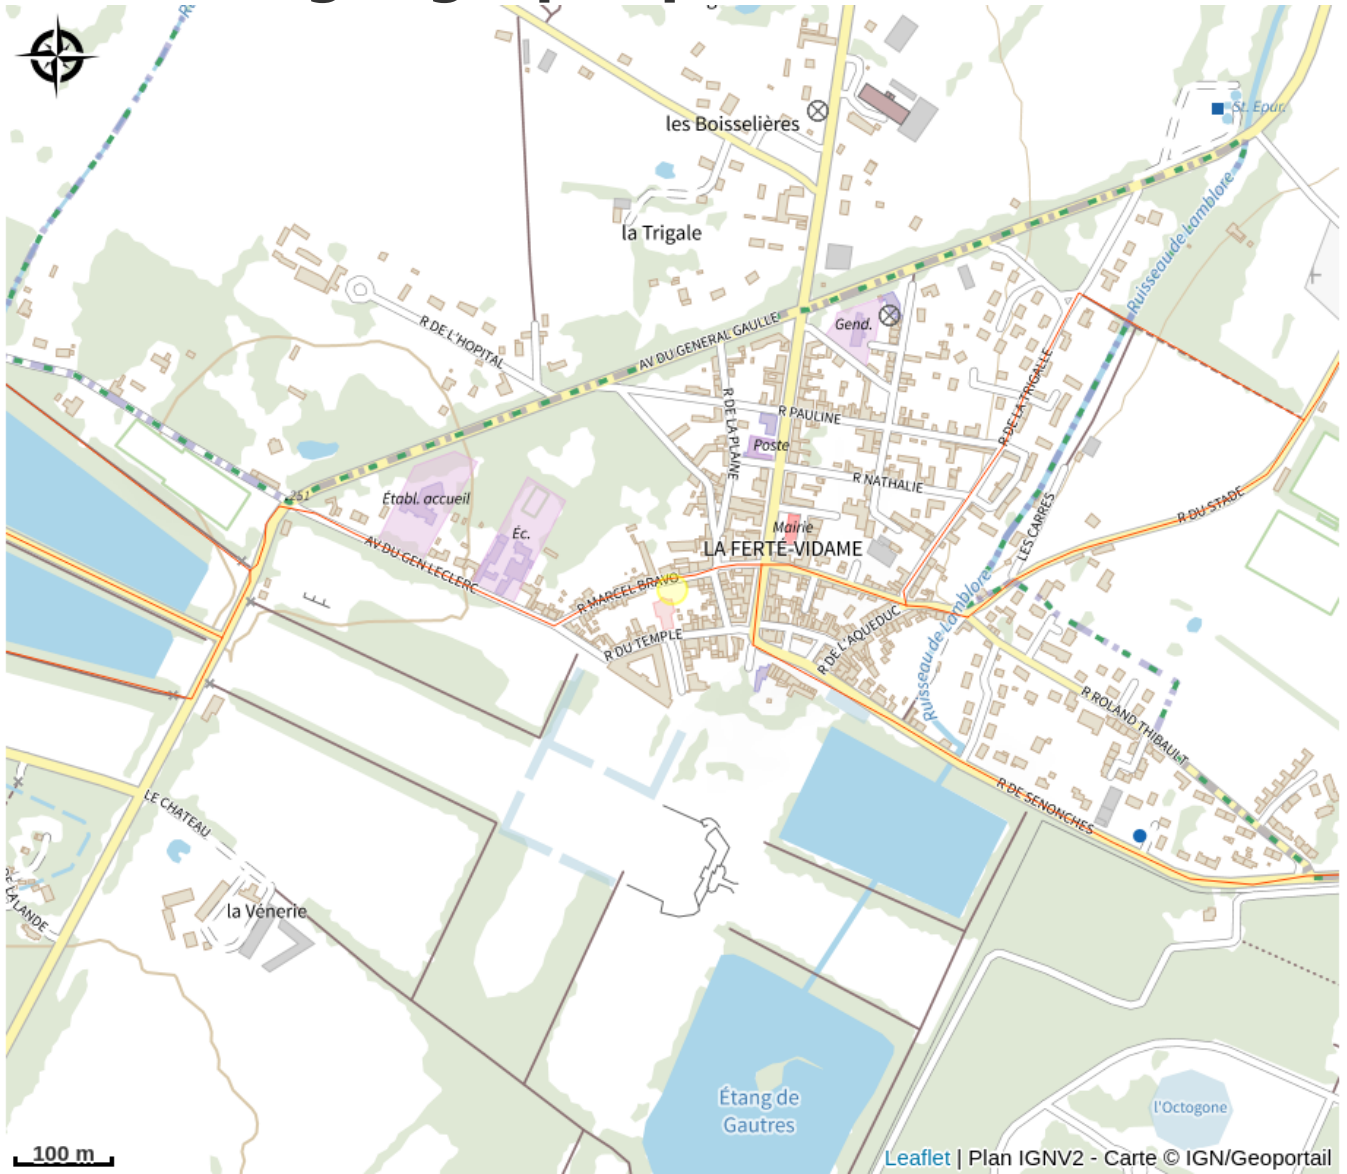 les Boisselières
St. Epur.
la Trigale
Ruisseau de Lamblore
R DE L'HOPITAL
AV DU GENERAL GAULLE
Gend.
R DE LA PLAINE
R PAULINE
R DE LA TRIGALLE
Poste
R NATHALIE
251
Établ. accueil
Éc.
Mairie
LA FERTÉ-VIDAME
R DU STADE
LES CARRES
AV DU GEN LECLERC
R MARCEL BRAVO
R DU TEMPLE
R DE L'AQUEDUC
Ruisseau de Lamblore
R ROLAND THIBAULT
R DE SENONCHES
LE CHATEAU
DE LA LANDE
la Vénerie
Étang de
Gautres
l'Octogone
100 m
Leaflet | Plan IGNV2 - Carte © IGN/Geoportail